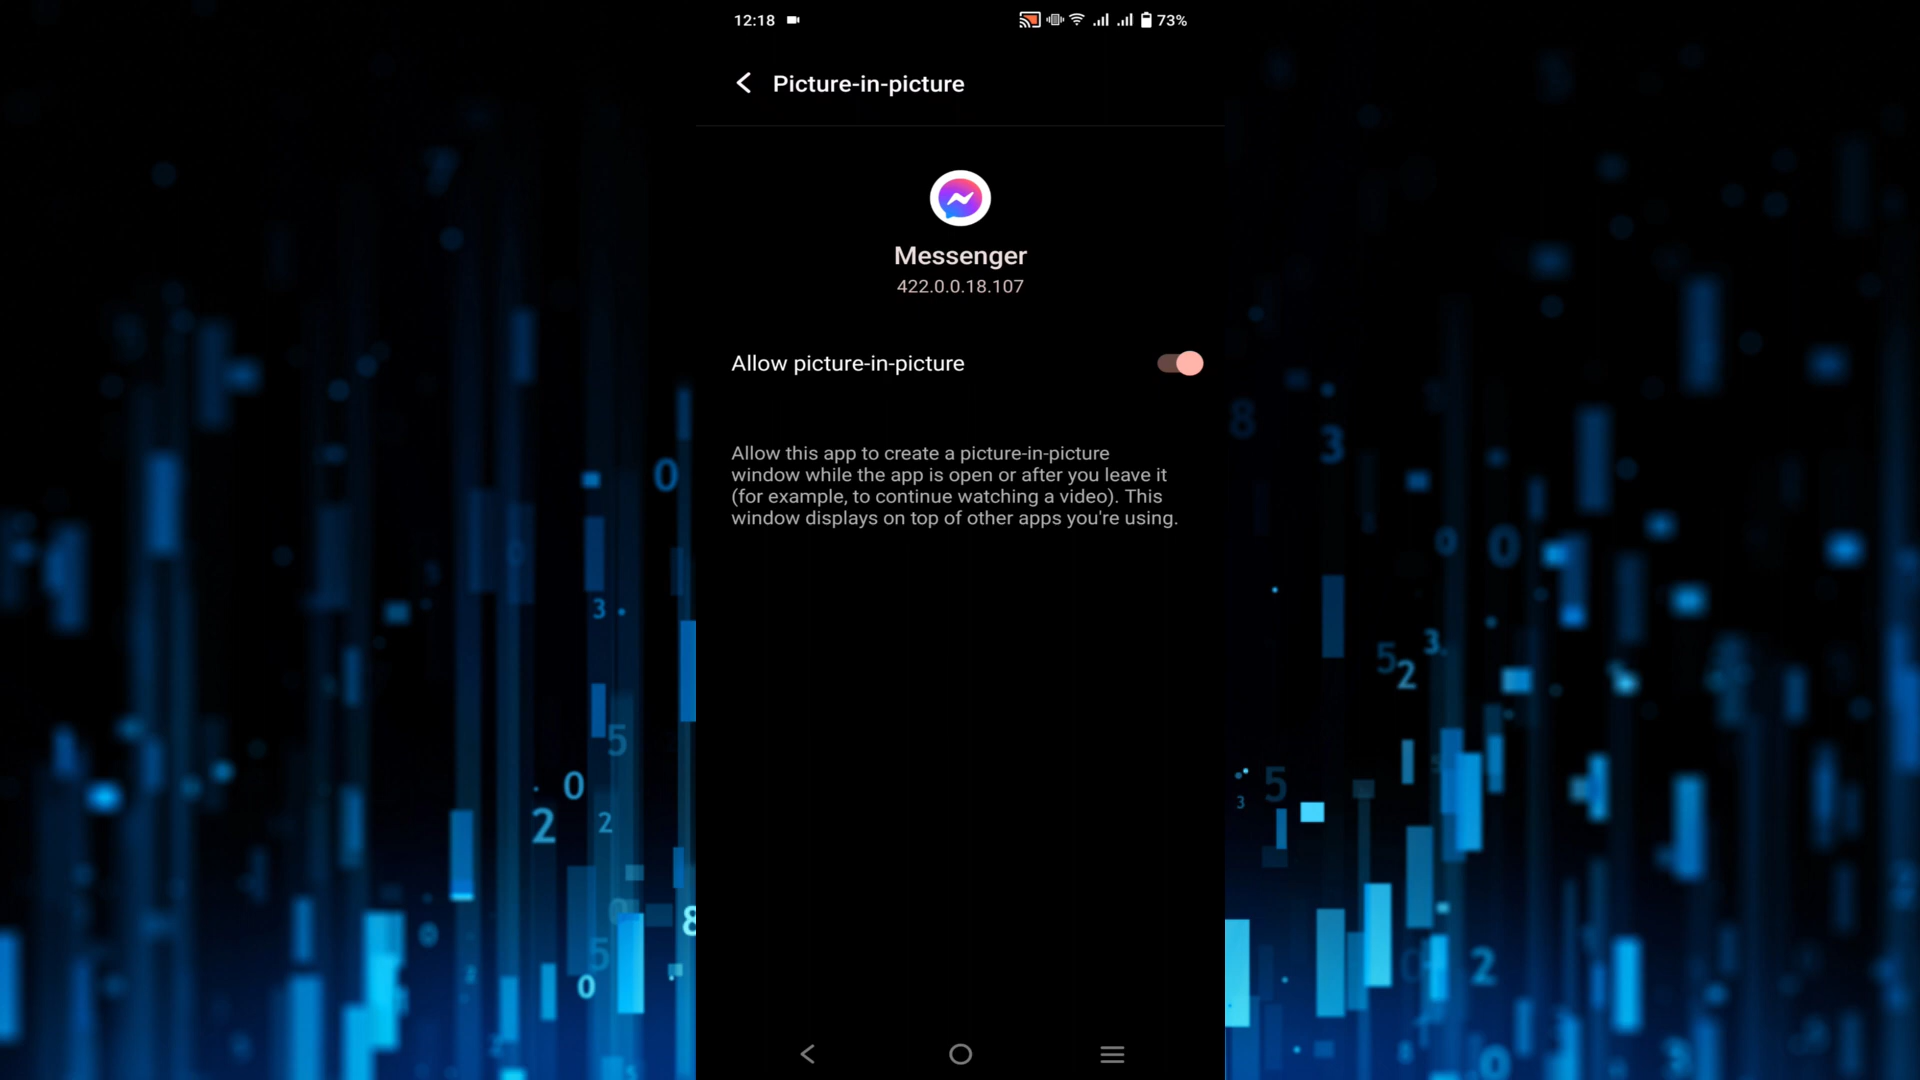 12:18
73%
Picture-in-picture
Messenger
422.0.0.18.107
Allow picture-in-picture
Allow this app to create a picture-in-picture
window while the app is open or after you leave it
(for example, to continue watching a video). This
window displays on top of other apps you're using.